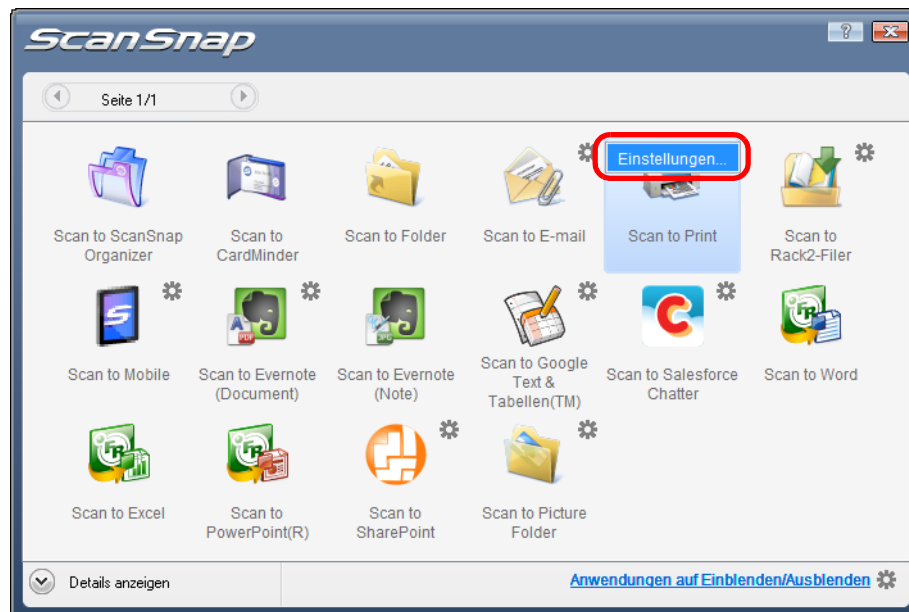 ScanSnap
?
Seite 1/1
Einstellungen...
Scan to ScanSnap
Organizer
Scan to
CardMinder
Scan to Folder
Scan to E-mail
Scan to Print
Scan to
Rack2-Filer
Scan to Mobile
Scan to Evernote
(Document)
Scan to Evernote
(Note)
Scan to Google
Text &
Tabellen(TM)
Scan to Salesforce
Chatter
Scan to Word
Scan to Excel
Scan to
PowerPoint(R)
Scan to
SharePoint
Scan to Picture
Folder
Details anzeigen
Anwendungen auf Einblenden/Ausblenden